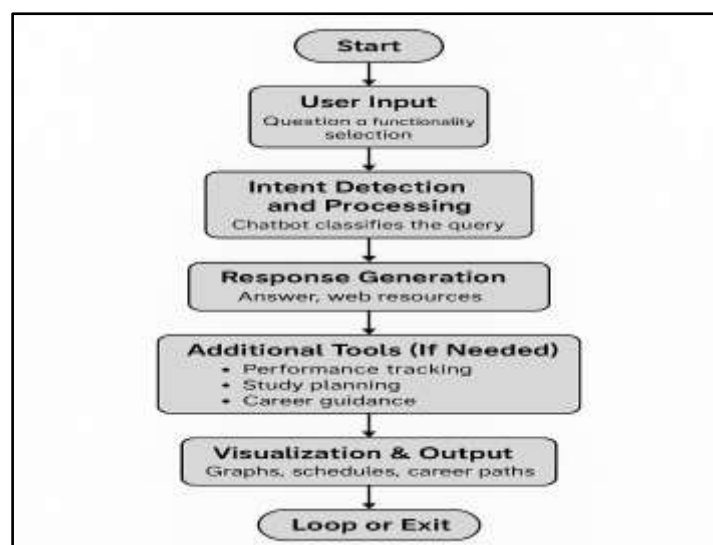 Start
User Input
Question o functionality
selection
Intent Detection
and Processing
Chatbot classifies the query
Response Generation
Answer, web resources
Additional Tools (If Needed)
• Performance tracking
• Study planning
• Career guidance
Visualization & Output
Graphs, schedules, career paths
Loop or Exit